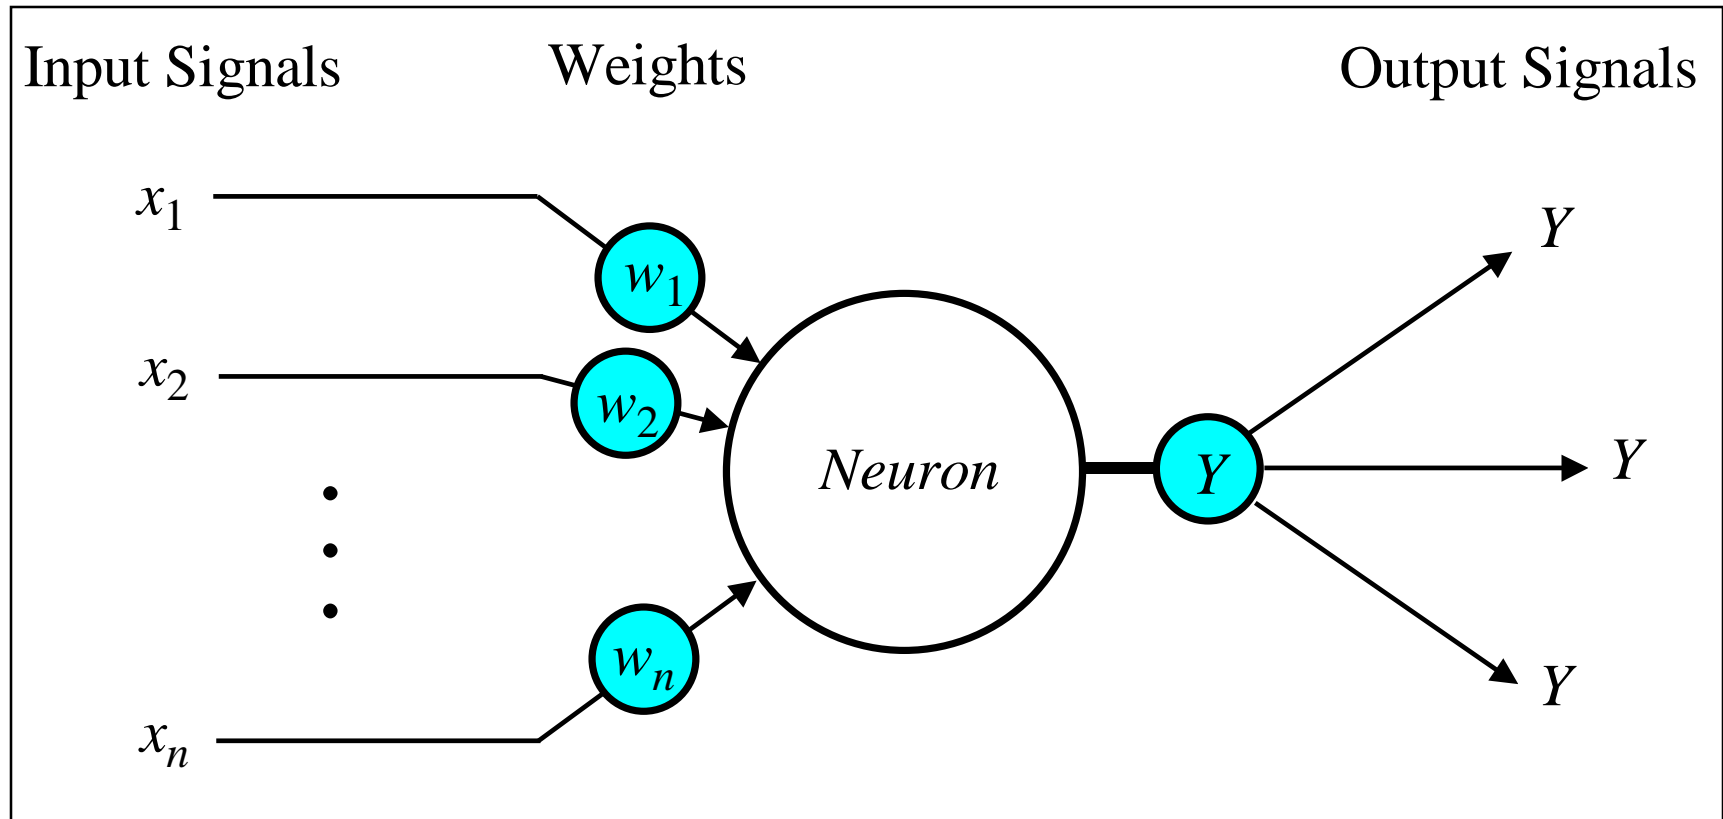 Input Signals Weights Output Signals
x₁
w₁
Y
x₂
w₂
Neuron
Y
Y
wₙ
Y
xₙ